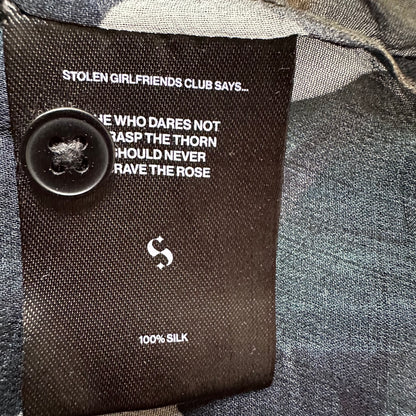 STOLEN GIRLFRIENDS CLUB SAYS...
HE WHO DARES NOT
RASP THE THORN
SHOULD NEVER
RAVE THE ROSE
S
100% SILK